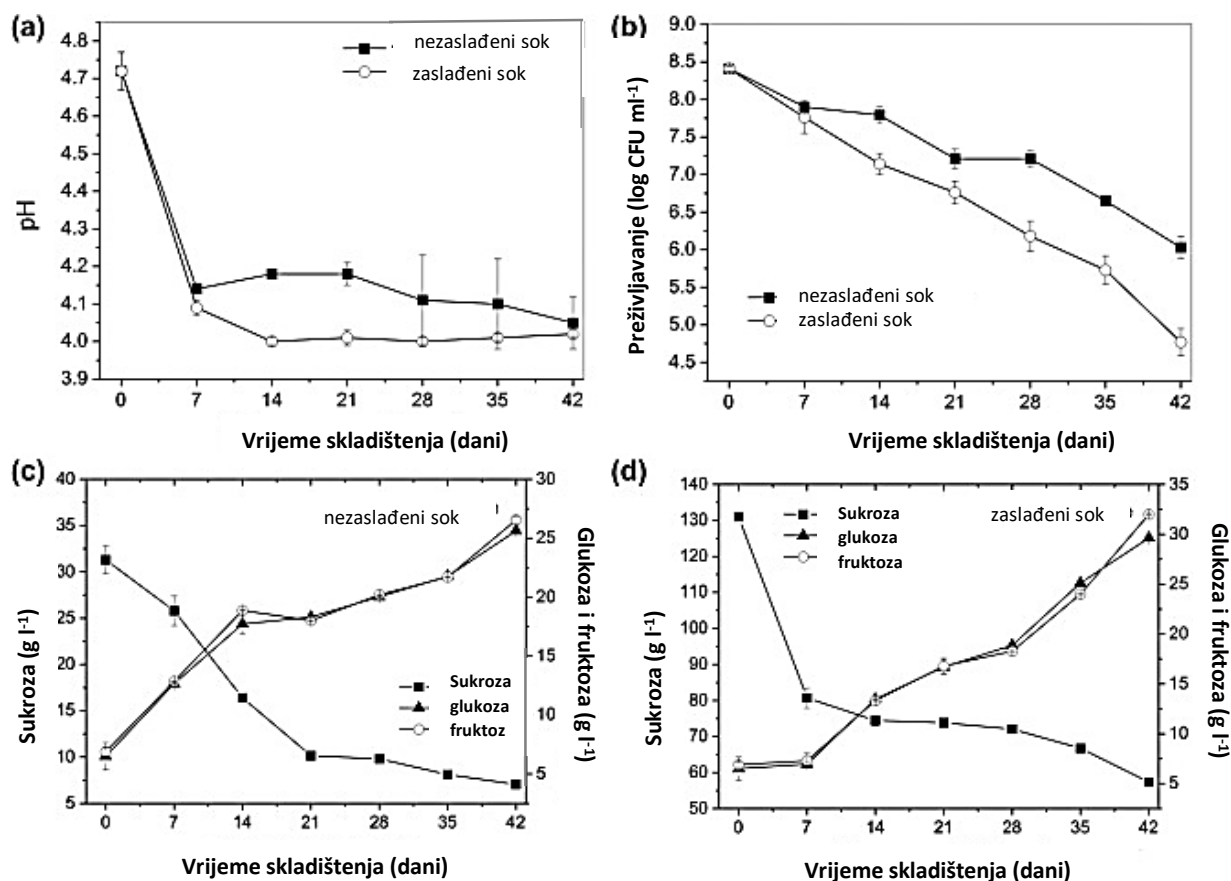 (a)
4.8
4.7
4.6
4.5
4.4
4.3
4.2
4.1
4.0
3.9
pH
nezaslađeni sok
zaslađeni sok
0 7 14 21 28 35 42
Vrijeme skladištenja (dani)
(b)
9.0
8.5
8.0
7.5
7.0
6.5
6.0
5.5
5.0
4.5
Preživljavanje (log CFU ml⁻¹)
nezaslađeni sok
zaslađeni sok
0 7 14 21 28 35 42
Vrijeme skladištenja (dani)
(c)
40
35
30
25
20
15
10
5
Sukroza (g l⁻¹)
nezaslađeni sok
Sukroza
glukoza
fruktoz
30
25
20
15
10
5
Glukoza i fruktoza (g l⁻¹)
0 7 14 21 28 35 42
Vrijeme skladištenja (dani)
(d)
140
130
120
110
100
90
80
70
60
50
Sukroza (g l⁻¹)
Sukroza
glukoza
fruktoza
zaslađeni sok
35
30
25
20
15
10
5
Glukoza i fruktoza (g l⁻¹)
0 7 14 21 28 35 42
Vrijeme skladištenja (dani)